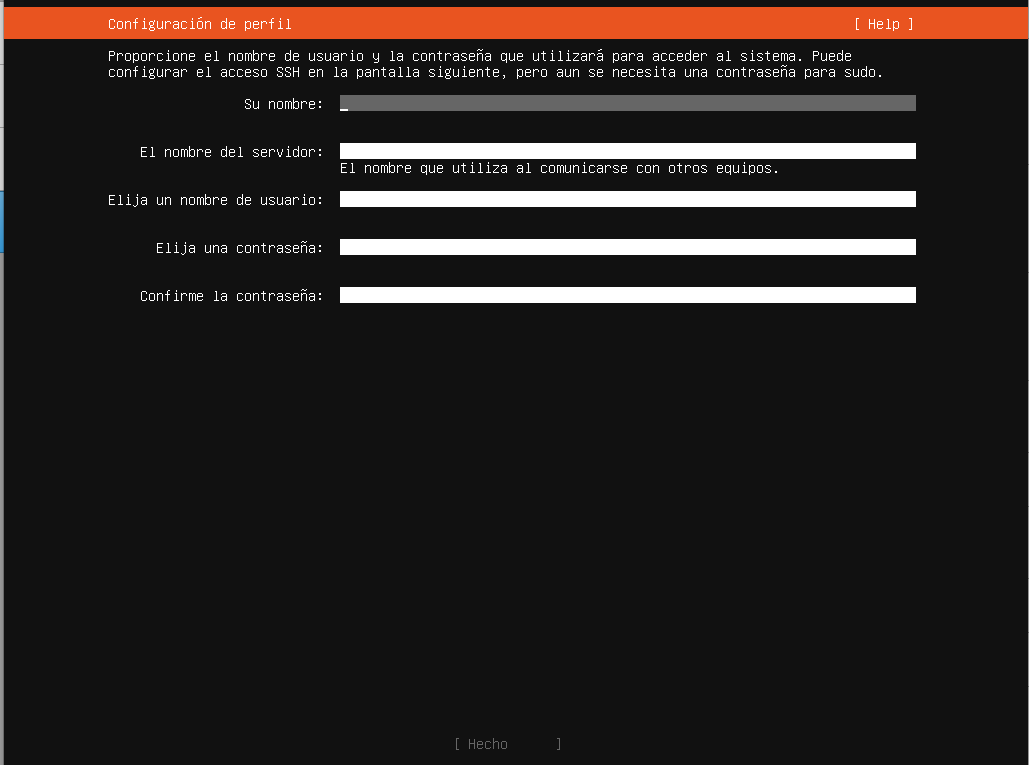 Configuración de perfil [ Help ]
Proporcione el nombre de usuario y la contraseña que utilizará para acceder al sistema. Puede
configurar el acceso SSH en la pantalla siguiente, pero aun se necesita una contraseña para sudo.
Su nombre:
El nombre del servidor:
El nombre que utiliza al comunicarse con otros equipos.
Elija un nombre de usuario:
Elija una contraseña:
Confirme la contraseña:
[ Hecho ]